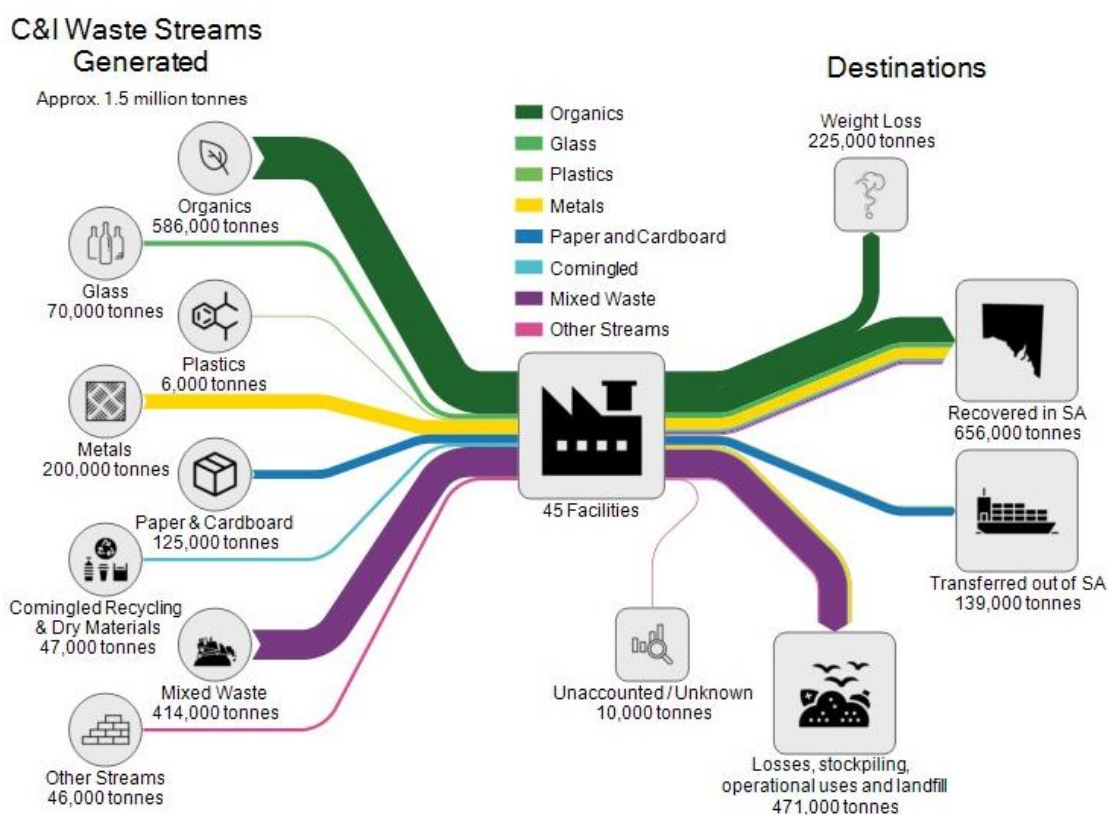 C&I Waste Streams
Generated
Approx. 1.5 million tonnes
Organics
586,000 tonnes
Glass
70,000 tonnes
Plastics
6,000 tonnes
Metals
200,000 tonnes
Paper & Cardboard
125,000 tonnes
Comingled Recycling
& Dry Materials
47,000 tonnes
Mixed Waste
414,000 tonnes
Other Streams
46,000 tonnes
Organics
Glass
Plastics
Metals
Paper and Cardboard
Comingled
Mixed Waste
Other Streams
45 Facilities
Destinations
Weight Loss
225,000 tonnes
Recovered in SA
656,000 tonnes
Transferred out of SA
139,000 tonnes
Unaccounted / Unknown
10,000 tonnes
Losses, stockpiling,
operational uses and landfill
471,000 tonnes